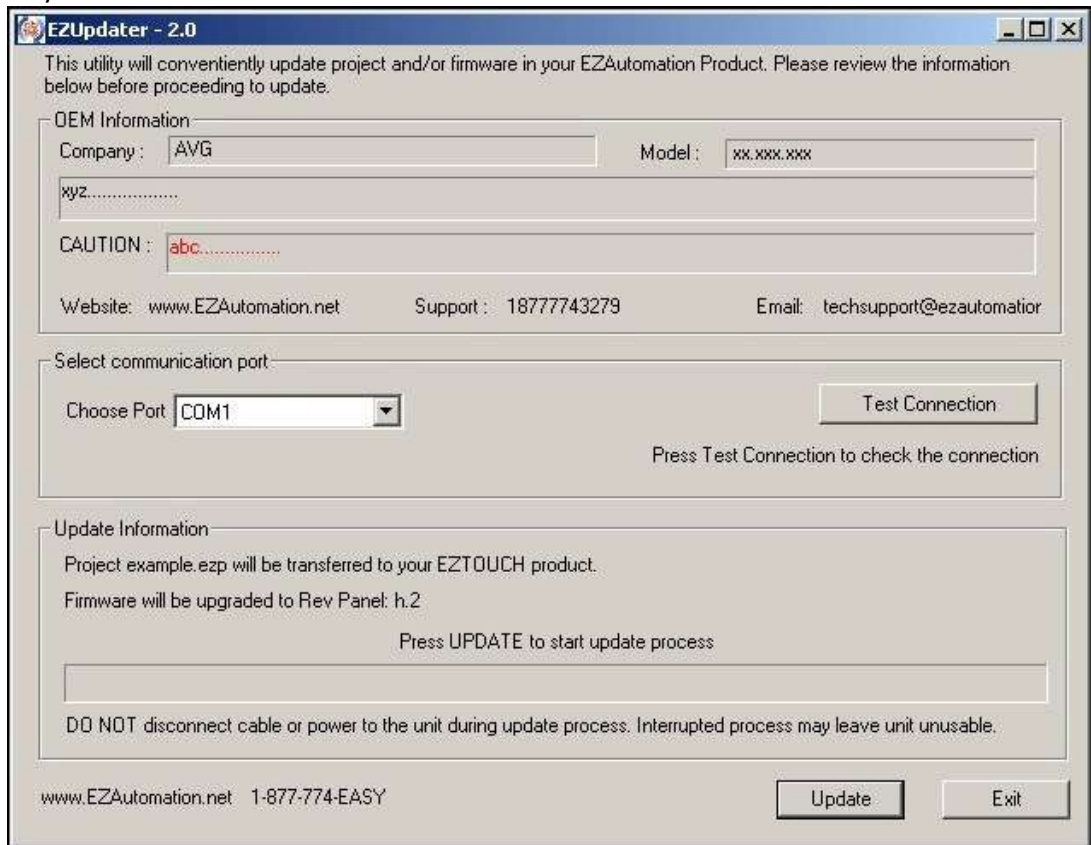 EZUpdater - 2.0
This utility will conventiently update project and/or firmware in your EZAutomation Product. Please review the information
below before proceeding to update.
OEM Information
Company : AVG Model : xx.xxx.xxx
xyz..................
CAUTION : abc................
Website: www.EZAutomation.net Support : 18777743279 Email: techsupport@ezautomatior
Select communication port
Choose Port COM1 Test Connection
Press Test Connection to check the connection
Update Information
Project example.ezp will be transferred to your EZTOUCH product.
Firmware will be upgraded to Rev Panel: h.2
Press UPDATE to start update process
DO NOT disconnect cable or power to the unit during update process. Interrupted process may leave unit unusable.
www.EZAutomation.net 1-877-774-EASY Update Exit